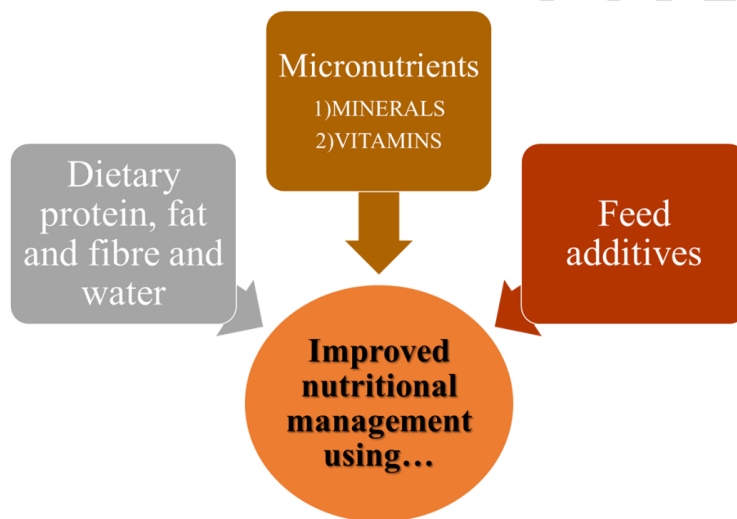 Micronutrients
1)MINERALS
2)VITAMINS
Dietary
protein, fat
and fibre and
water
Feed
additives
Improved
nutritional
management
using…